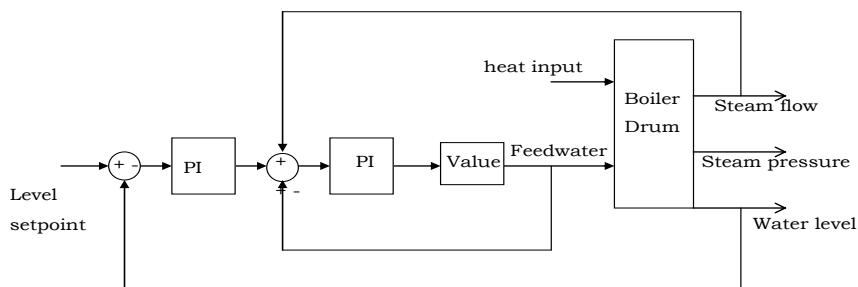 heat input
Boiler
Drum
Steam flow
Steam pressure
Water level
Feedwater
Value
PI
+
+ -
PI
+ -
Level
setpoint